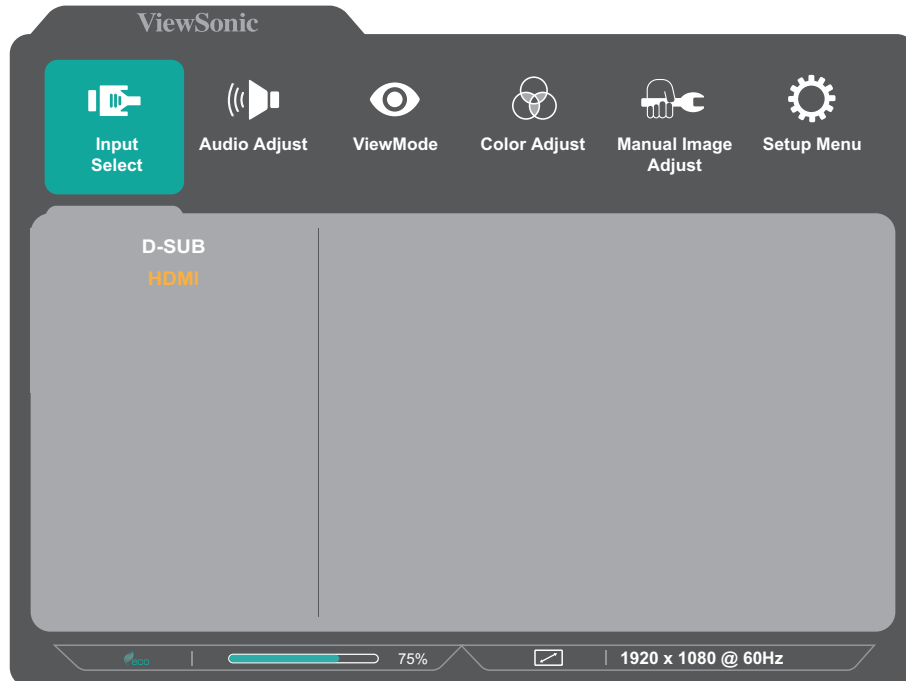 ViewSonic
Input
Select
Audio Adjust
ViewMode
Color Adjust
Manual Image
Adjust
Setup Menu
D-SUB
HDMI
eco
75%
1920 x 1080 @ 60Hz